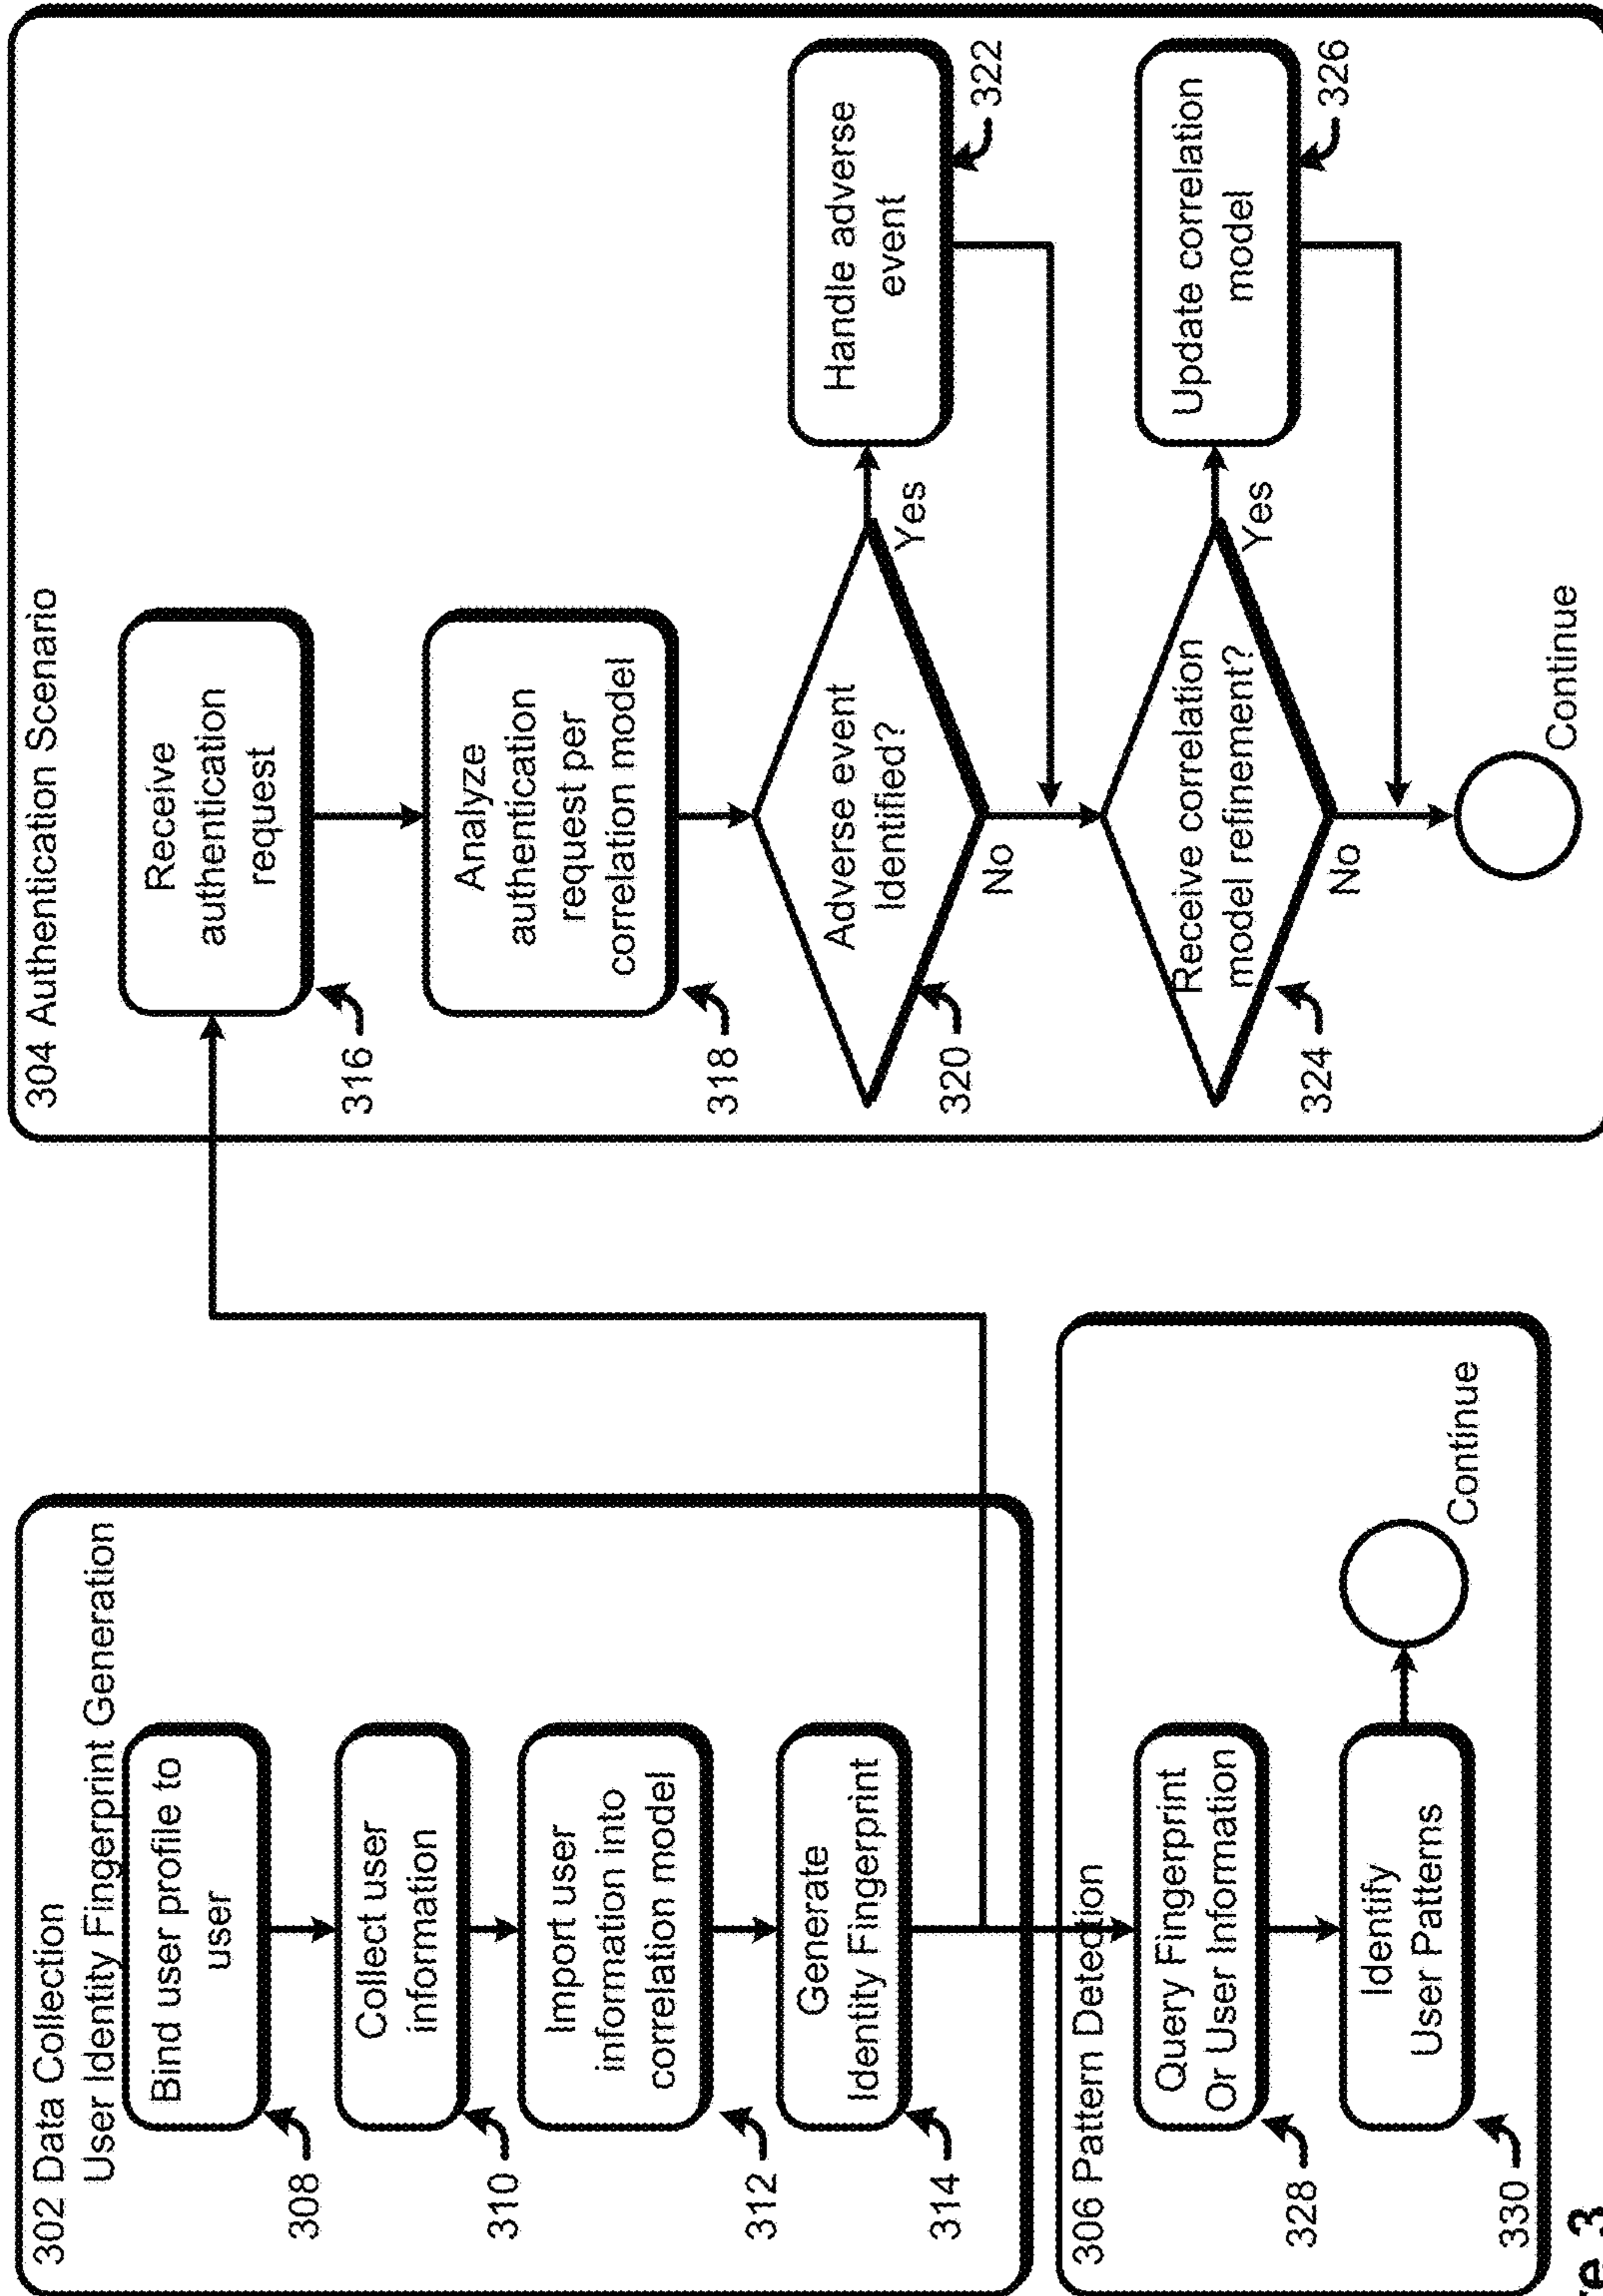 302 Data Collection
User Identity Fingerprint Generation
Bind user profile to
user
308
Collect user
information
310
Import user
information into
correlation model
312
Generate
Identity Fingerprint
314
306 Pattern Detection
Query Fingerprint
Or User Information
328
Identify
User Patterns
330
Continue
304 Authentication Scenario
Receive
authentication
request
316
Analyze
authentication
request per
correlation model
318
Adverse event
Identified?
320
Yes
No
Handle adverse
event
322
Receive correlation
model refinement?
324
Yes
No
Update correlation
model
326
Continue
3